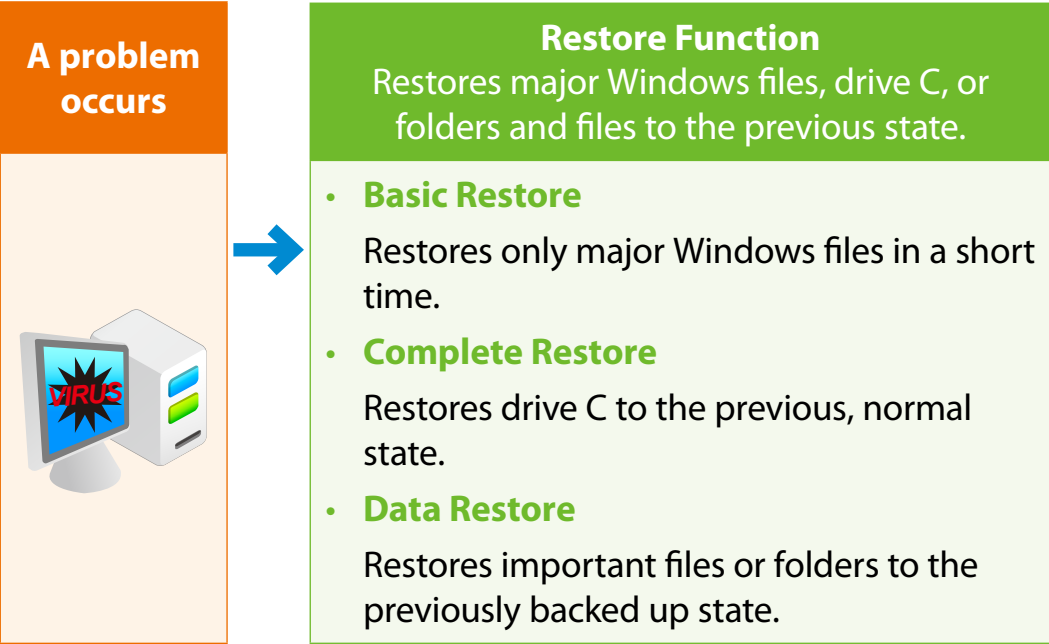 A problem
occurs
VIRUS
Restore Function
Restores major Windows files, drive C, or
folders and files to the previous state.
• Basic Restore
Restores only major Windows files in a short
time.
• Complete Restore
Restores drive C to the previous, normal
state.
• Data Restore
Restores important files or folders to the
previously backed up state.